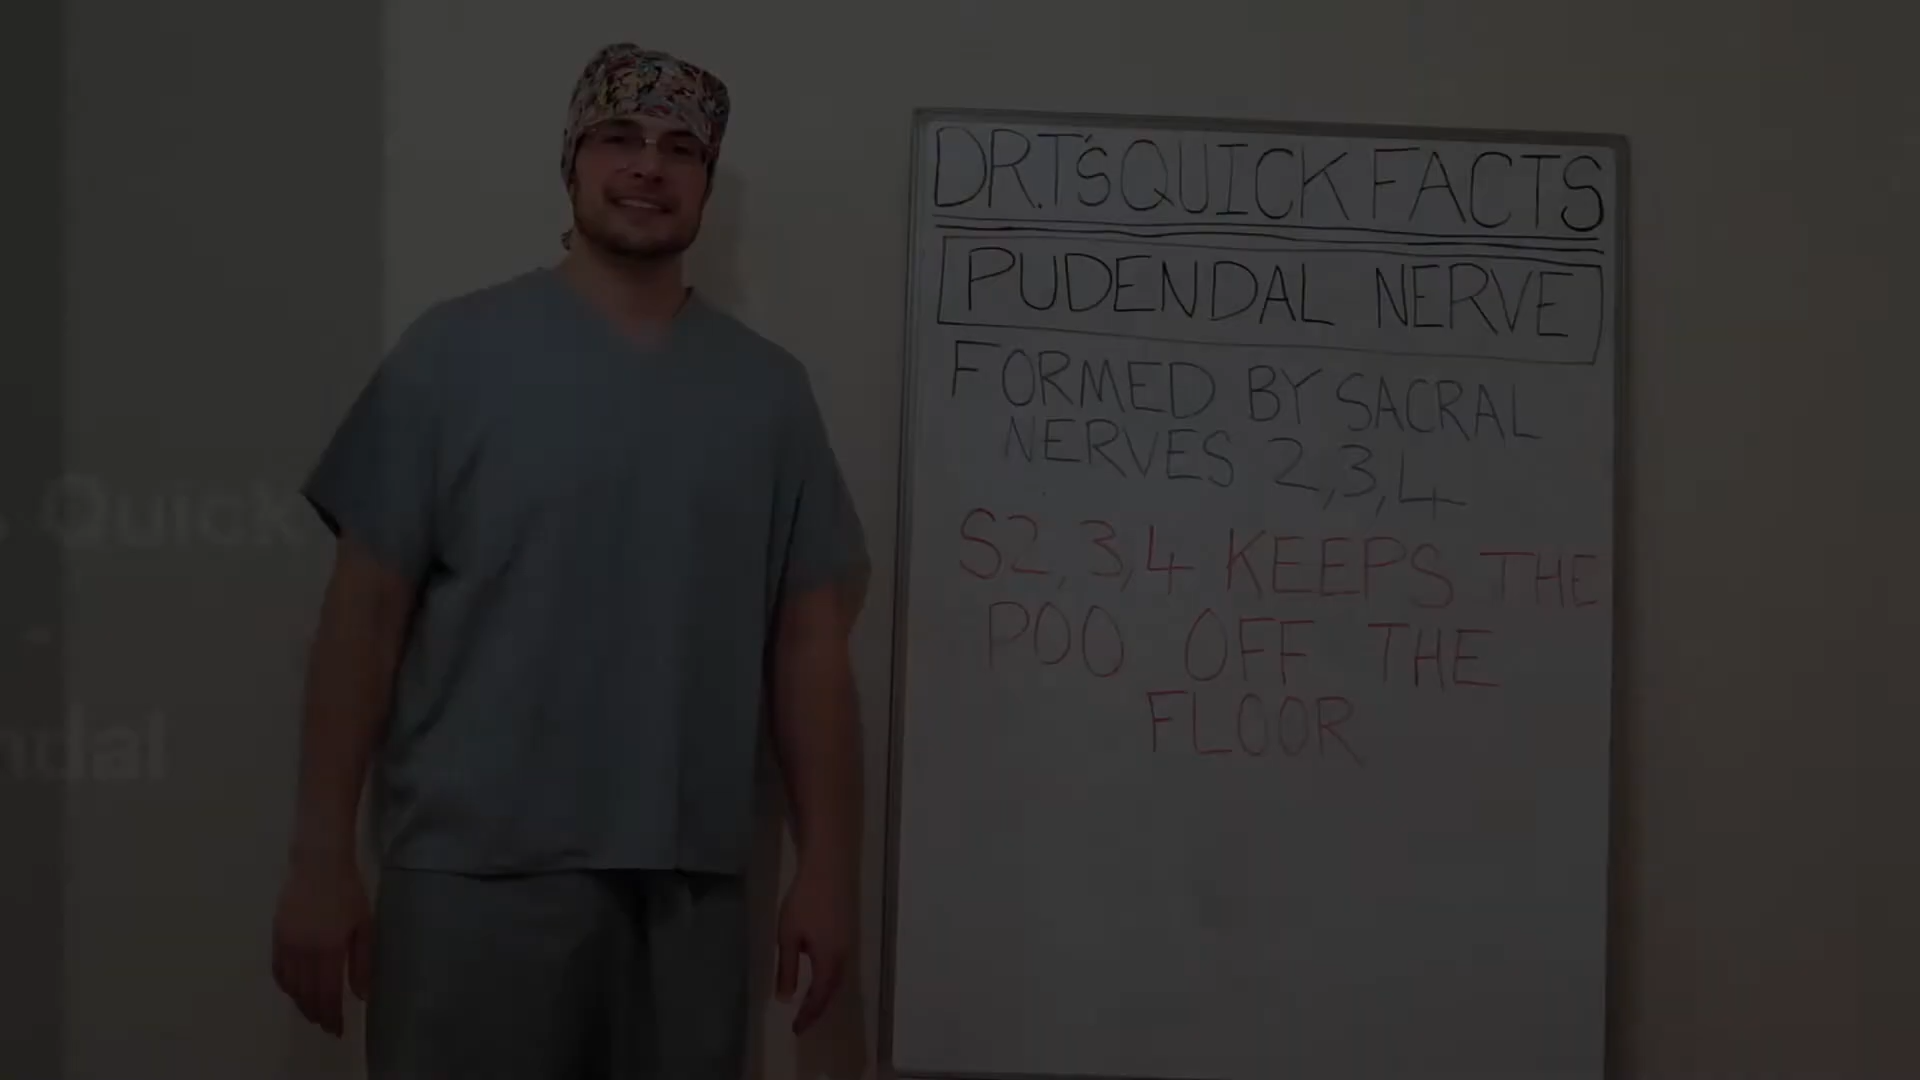 DR.T's QUICK FACTS
PUDENDAL NERVE
FORMED BY SACRAL
NERVES 2,3,4
S2,3,4 KEEPS THE
POO OFF THE
FLOOR
Quick
-